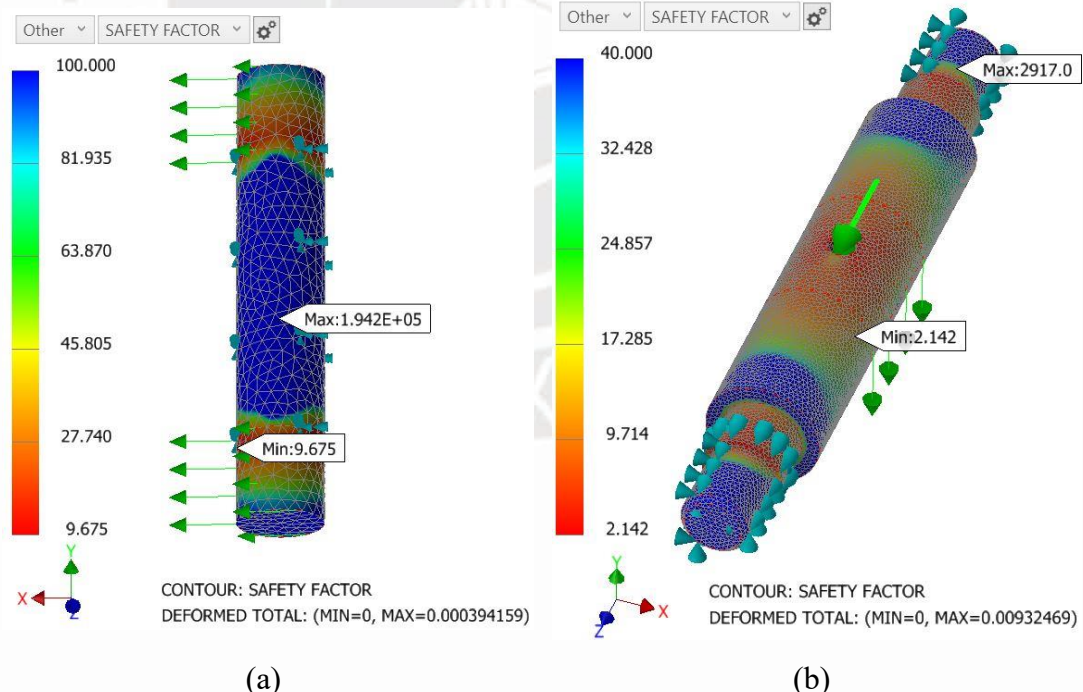 Other SAFETY FACTOR
100.000
81.935
63.870
45.805
27.740
9.675
Max:1.942E+05
Min:9.675
Y
X
Z
CONTOUR: SAFETY FACTOR
DEFORMED TOTAL: (MIN=0, MAX=0.000394159)
(a)
Other SAFETY FACTOR
40.000
32.428
24.857
17.285
9.714
2.142
Max:2917.0
Min:2.142
Y
X
Z
CONTOUR: SAFETY FACTOR
DEFORMED TOTAL: (MIN=0, MAX=0.00932469)
(b)